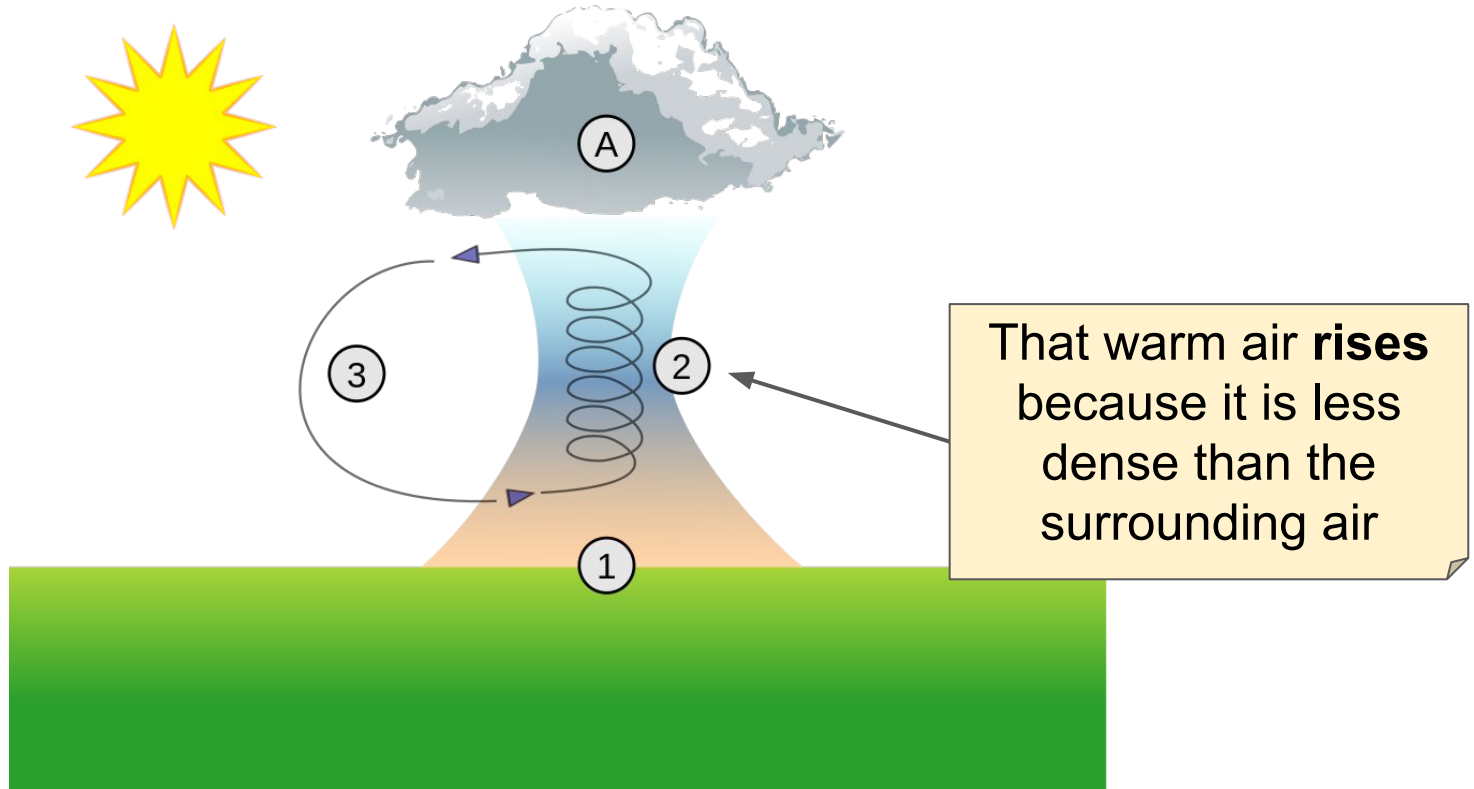 A
3
2
That warm air rises
because it is less
dense than the
surrounding air
1